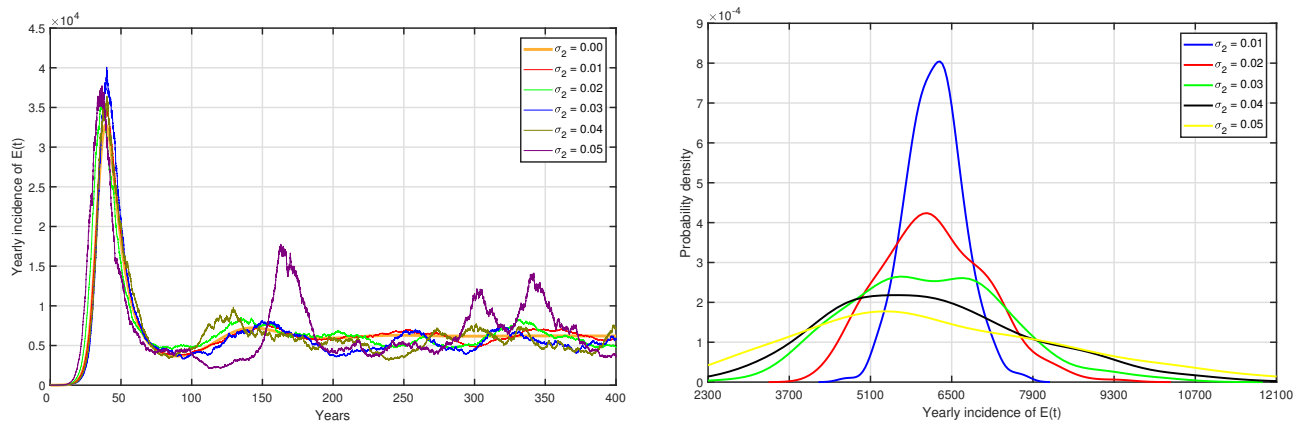 ×10⁴
4.5
4
3.5
3
2.5
2
1.5
1
0.5
0
0 50 100 150 200 250 300 350 400
Years
Yearly incidence of E(t)
σ₂ = 0.00
σ₂ = 0.01
σ₂ = 0.02
σ₂ = 0.03
σ₂ = 0.04
σ₂ = 0.05
×10⁻⁴
9
8
7
6
5
4
3
2
1
0
2300 3700 5100 6500 7900 9300 10700 12100
Yearly incidence of E(t)
Probability density
σ₂ = 0.01
σ₂ = 0.02
σ₂ = 0.03
σ₂ = 0.04
σ₂ = 0.05